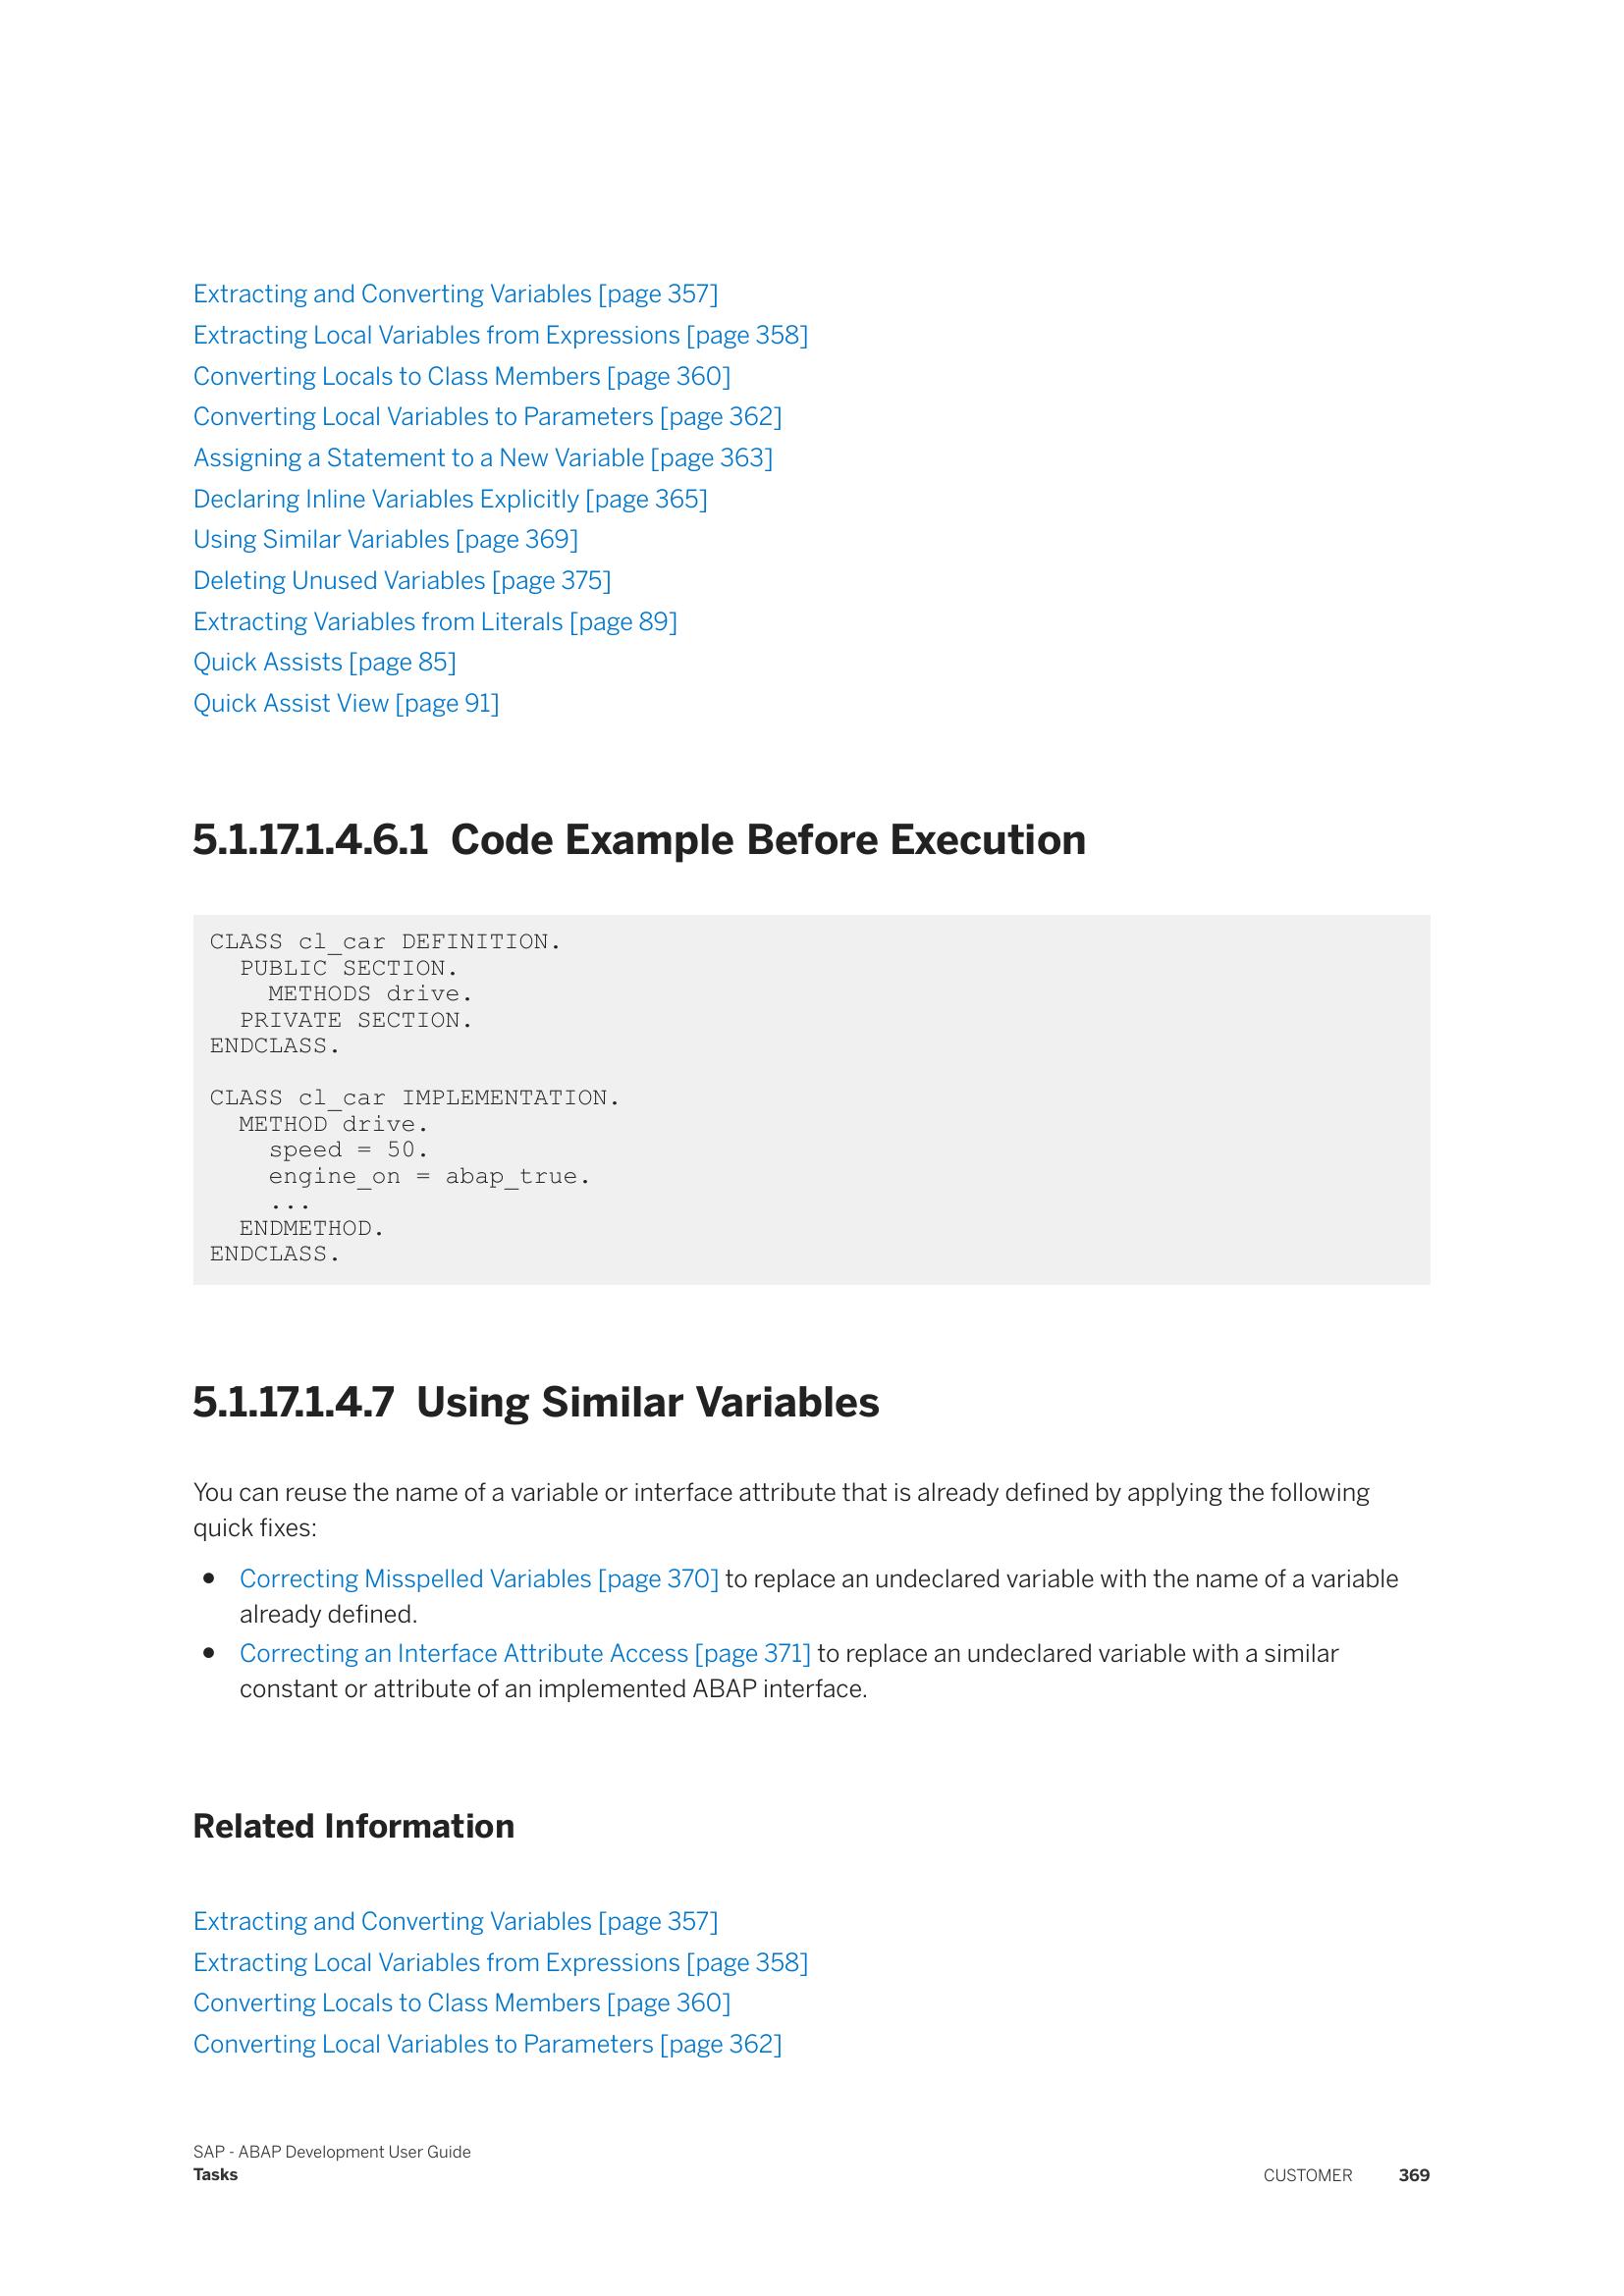 Extracting and Converting Variables [page 357]
Extracting Local Variables from Expressions [page 358]
Converting Locals to Class Members [page 360]
Converting Local Variables to Parameters [page 362]
Assigning a Statement to a New Variable [page 363]
Declaring Inline Variables Explicitly [page 365]
Using Similar Variables [page 369]
Deleting Unused Variables [page 375]
Extracting Variables from Literals [page 89]
Quick Assists [page 85]
Quick Assist View [page 91]
5.1.17.1.4.6.1 Code Example Before Execution
CLASS cl_car DEFINITION.
  PUBLIC SECTION.
    METHODS drive.
  PRIVATE SECTION.
ENDCLASS.
CLASS cl_car IMPLEMENTATION.
  METHOD drive.
    speed = 50.
    engine_on = abap_true.
    ...
  ENDMETHOD.
ENDCLASS.
5.1.17.1.4.7 Using Similar Variables
You can reuse the name of a variable or interface attribute that is already defined by applying the following
quick fixes:
• Correcting Misspelled Variables [page 370] to replace an undeclared variable with the name of a variable
already defined.
• Correcting an Interface Attribute Access [page 371] to replace an undeclared variable with a similar
constant or attribute of an implemented ABAP interface.
Related Information
Extracting and Converting Variables [page 357]
Extracting Local Variables from Expressions [page 358]
Converting Locals to Class Members [page 360]
Converting Local Variables to Parameters [page 362]
SAP - ABAP Development User Guide
Tasks
CUSTOMER 369